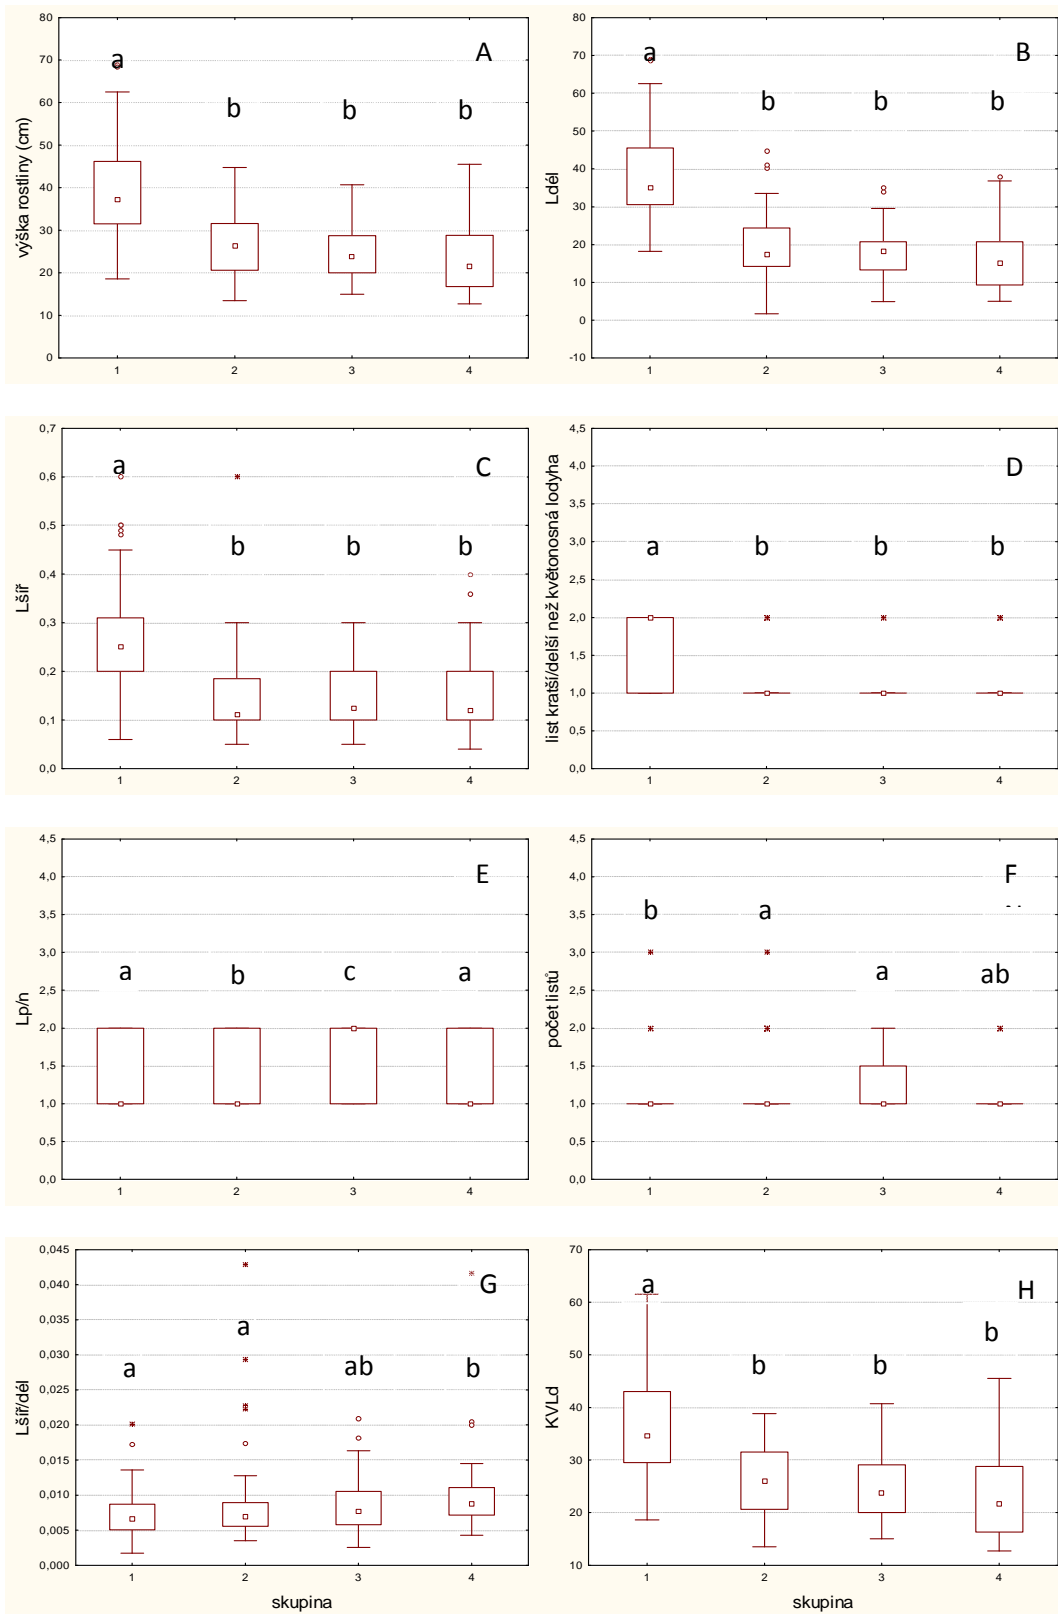 80
70
60
50
40
30
20
10
0
výška rostliny (cm)
a
b
b
b
A
1
2
3
4
80
70
60
50
40
30
20
10
0
-10
Lděl
a
b
b
b
B
1
2
3
4
0,7
0,6
0,5
0,4
0,3
0,2
0,1
0,0
Lšíř
a
b
b
b
C
1
2
3
4
4,5
4,0
3,5
3,0
2,5
2,0
1,5
1,0
0,5
0,0
list kratší/delší než květonosná lodyha
a
b
b
b
D
1
2
3
4
4,5
4,0
3,5
3,0
2,5
2,0
1,5
1,0
0,5
0,0
Lp/n
a
b
c
a
E
1
2
3
4
4,5
4,0
3,5
3,0
2,5
2,0
1,5
1,0
0,5
0,0
počet listů
b
a
a
ab
F
1
2
3
4
0,045
0,040
0,035
0,030
0,025
0,020
0,015
0,010
0,005
0,000
Lšíř/děl
a
a
ab
b
G
1
2
3
4
skupina
70
60
50
40
30
20
10
KVLd
a
b
b
b
H
1
2
3
4
skupina